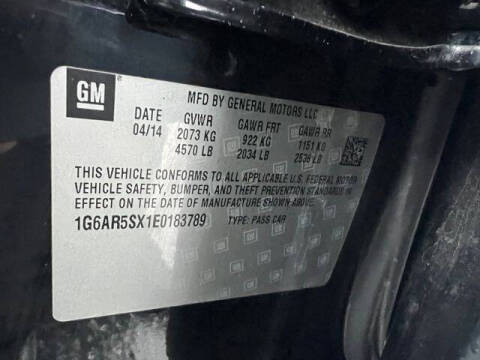 GM
MFD BY GENERAL MOTORS LLC
DATE GVWR GAWR FRT GAWR RR
04/14 2073 KG 922 KG 1151 KG
4570 LB 2034 LB 2538 LB
THIS VEHICLE CONFORMS TO ALL APPLICABLE U.S. FEDERAL MOTOR
VEHICLE SAFETY, BUMPER, AND THEFT PREVENTION STANDARDS IN
EFFECT ON THE DATE OF MANUFACTURE SHOWN ABOVE.
1G6AR5SX1E0183789 TYPE: PASS CAR